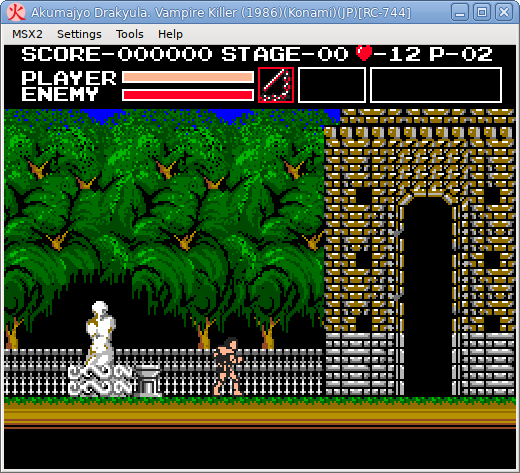 Akumajyo Drakyula. Vampire Killer (1986)(Konami)(JP)[RC-744]
MSX2 Settings Tools Help
SCORE-000000 STAGE-00 ♥-12 P-02
PLAYER
ENEMY